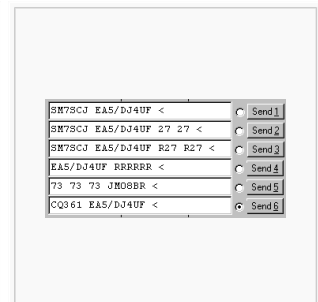 SM7SCJ EA5/DJ4UF < Send 1
SM7SCJ EA5/DJ4UF 27 27 < Send 2
SM7SCJ EA5/DJ4UF R27 R27 < Send 3
EA5/DJ4UF RRRRRR < Send 4
73 73 73 JM08BR < Send 5
CQ361 EA5/DJ4UF < Send 6